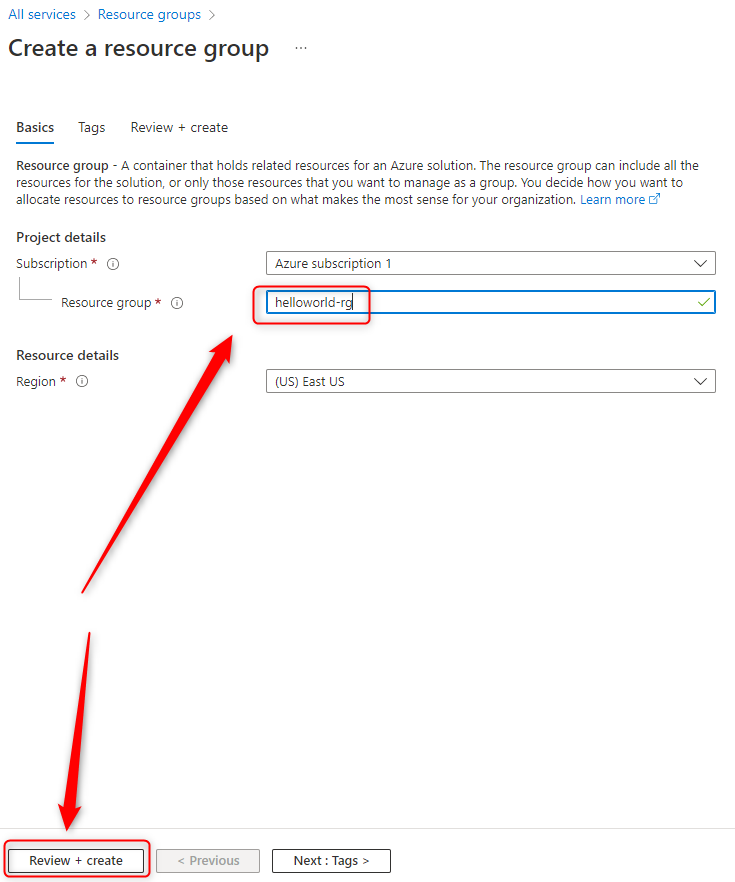 All services > Resource groups >
Create a resource group ...
Basics Tags Review + create
Resource group - A container that holds related resources for an Azure solution. The resource group can include all the
resources for the solution, or only those resources that you want to manage as a group. You decide how you want to
allocate resources to resource groups based on what makes the most sense for your organization. Learn more
Project details
Subscription * Azure subscription 1
Resource group * helloworld-rg
Resource details
Region * (US) East US
Review + create < Previous Next : Tags >